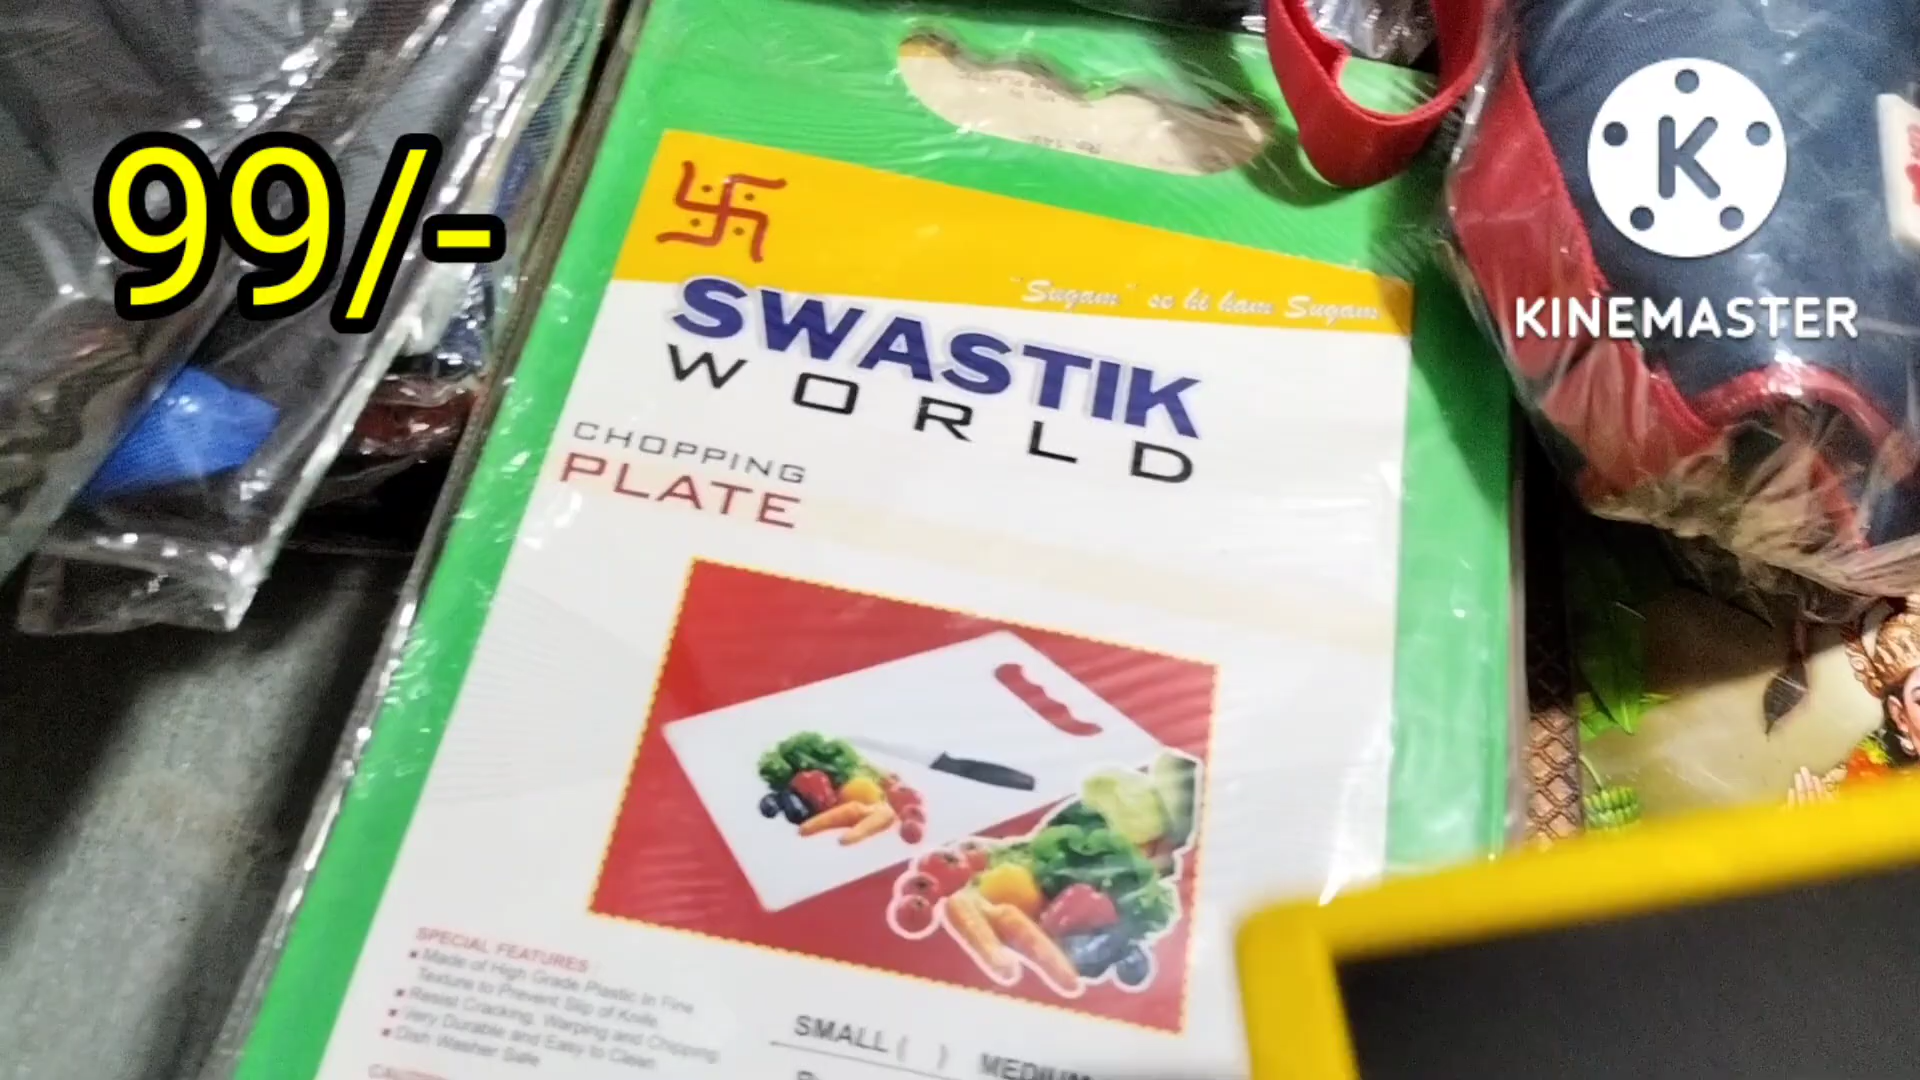 99/-
K
KINEMASTER
"Sugam" se hi ham Sugam
SWASTIK
WORLD
CHOPPING
PLATE
SPECIAL FEATURES :
Made of High Grade Plastic in Fine
Texture to Prevent Slip of Knife.
Resist Cracking, Warping and Chopping
Very Durable and Easy to Clean
Dish Washer Safe
SMALL ( ) MEDIUM